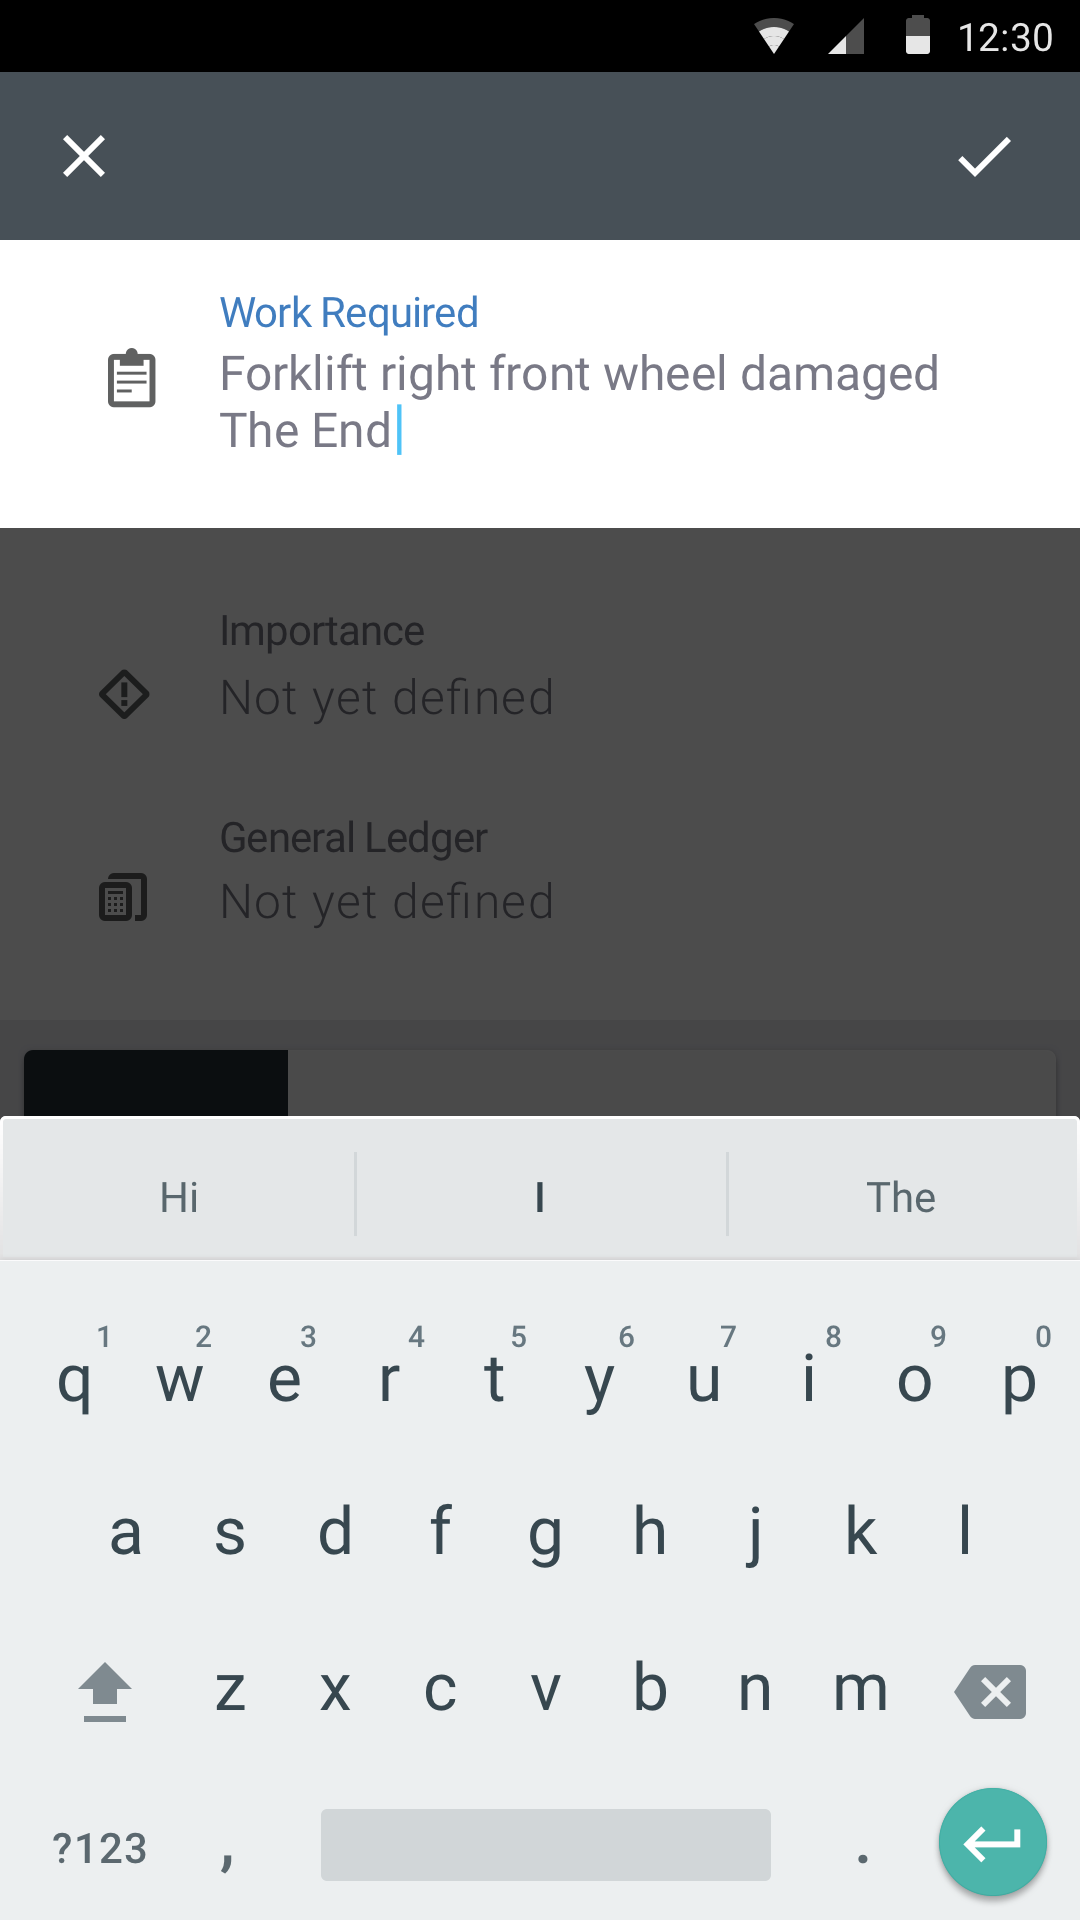 12:30
Work Required
Forklift right front wheel damaged
The End
Importance
Not yet defined
General Ledger
Not yet defined
Hi I The
1 2 3 4 5 6 7 8 9 0
q w e r t y u i o p
a s d f g h j k l
z x c v b n m
?123 , .